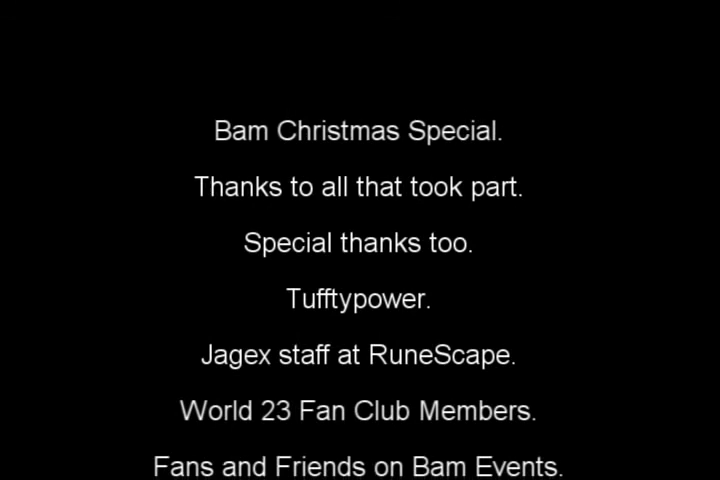 Bam Christmas Special.
Thanks to all that took part.
Special thanks too.
Tufftypower.
Jagex staff at RuneScape.
World 23 Fan Club Members.
Fans and Friends on Bam Events.